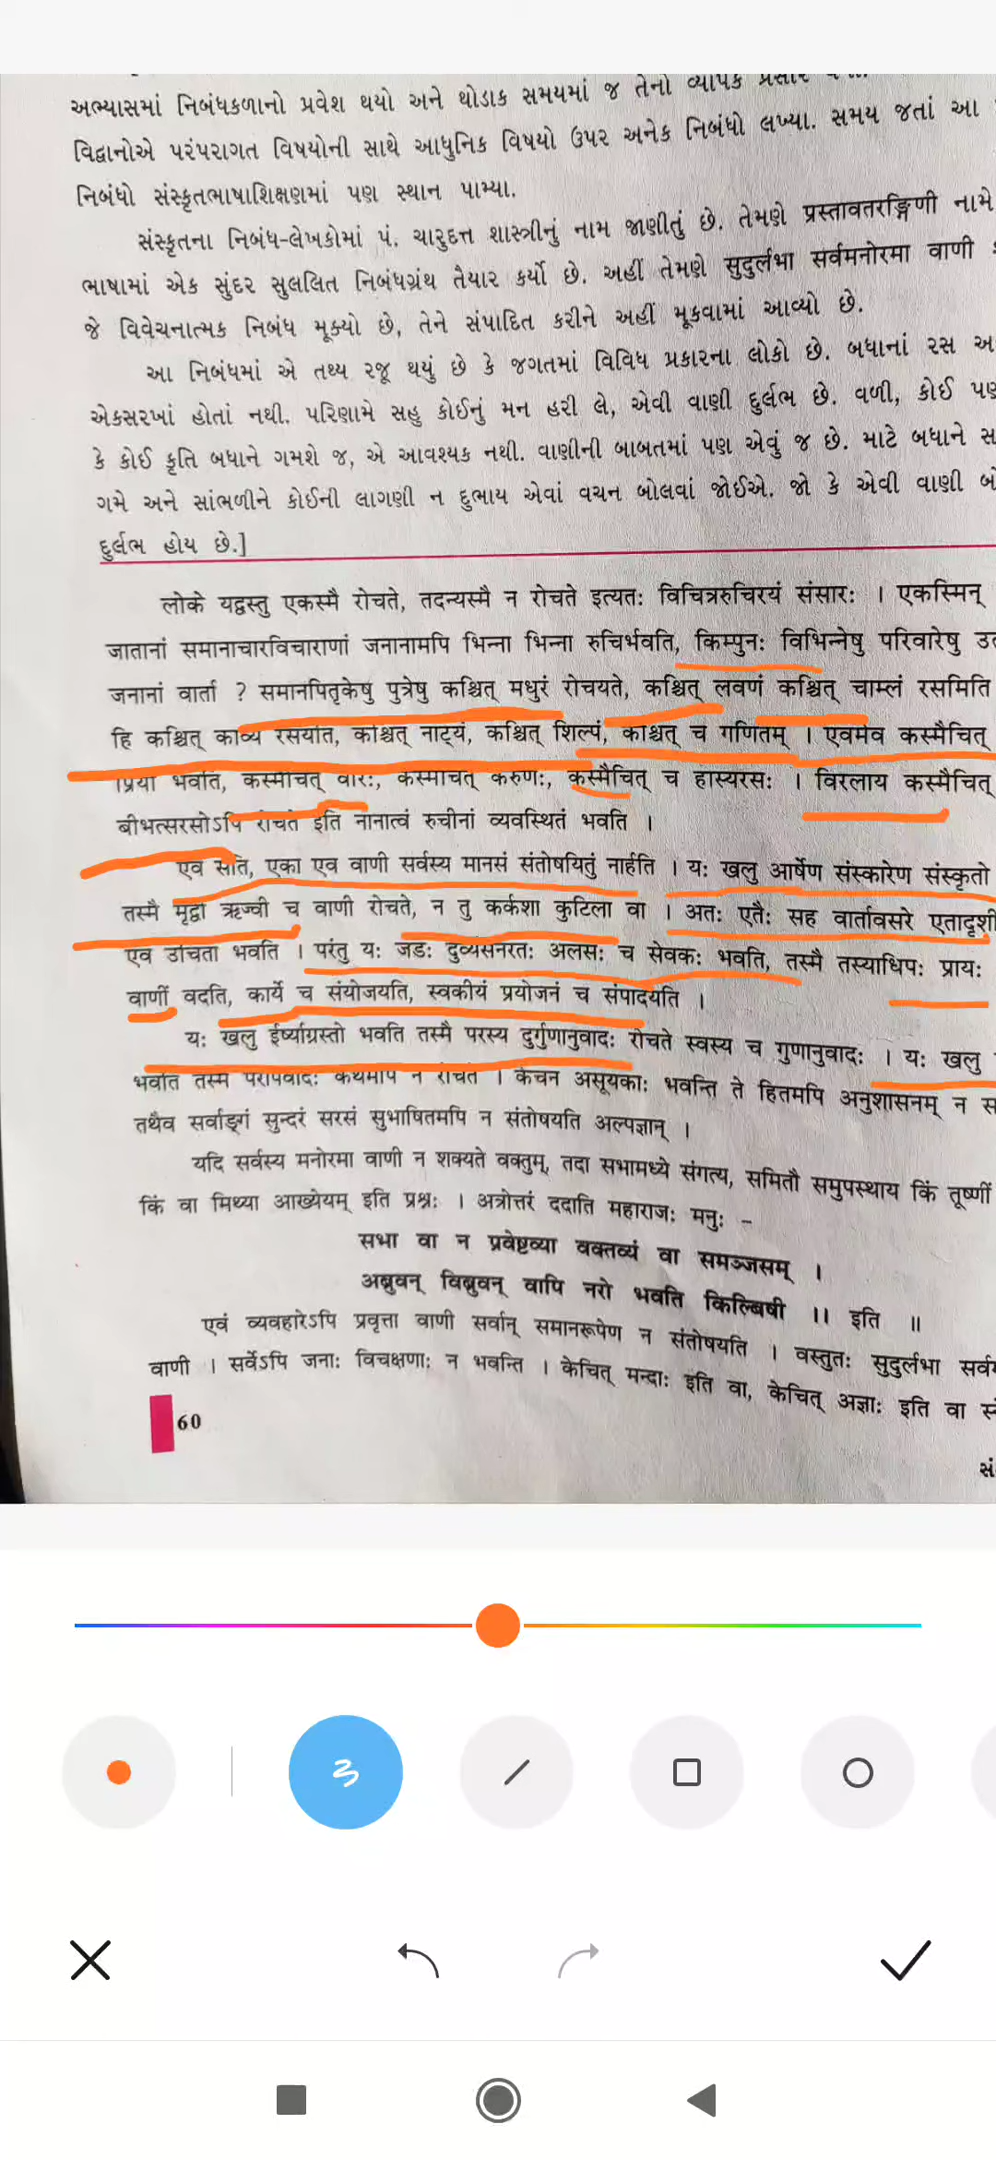 અભ્યાસમાં નિબંધકળાનો પ્રવેશ થયો અને થોડાક સમયમાં જ તેનો વ્યાપક પ્રસાર
વિદ્વાનોએ પરંપરાગત વિષયોની સાથે આધુનિક વિષયો ઉપર અનેક નિબંધો લખ્યા. સમય જતાં આ
નિબંધો સંસ્કૃતભાષાશિક્ષણમાં પણ સ્થાન પામ્યા.
સંસ્કૃતના નિબંધ-લેખકોમાં પં. ચારુદત્ત શાસ્ત્રીનું નામ જાણીતું છે. તેમણે प्रस्तावतरङ्गिणी નામે
ભાષામાં એક સુંદર સુલલિત નિબંધગ્રંથ તૈયાર કર્યો છે. અહીં તેમણે सुदुर्लभा सर्वमनोरमा वाणी
જે વિવેચનાત્મક નિબંધ મૂક્યો છે, તેને સંપાદિત કરીને અહીં મૂકવામાં આવ્યો છે.
આ નિબંધમાં એ તથ્ય રજૂ થયું છે કે જગતમાં વિવિધ પ્રકારના લોકો છે. બધાનાં રસ અ
એકસરખાં હોતાં નથી. પરિણામે સહુ કોઈનું મન હરી લે, એવી વાણી દુર્લભ છે. વળી, કોઈ પણ
કે કોઈ કૃતિ બધાને ગમશે જ, એ આવશ્યક નથી. વાણીની બાબતમાં પણ એવું જ છે. માટે બધાને સ
ગમે અને સાંભળીને કોઈની લાગણી ન દુભાય એવાં વચન બોલવાં જોઈએ. જો કે એવી વાણી બો
દુર્લભ હોય છે.]
लोके यद्वस्तु एकस्मै रोचते, तदन्यस्मै न रोचते इत्यतः विचित्ररुचिरयं संसारः । एकस्मिन्
जातानां समानाचारविचाराणां जनानामपि भिन्ना भिन्ना रुचिर्भवति, किम्पुनः विभिन्नेषु परिवारेषु उत
जनानां वार्ता ? समानपितृकेषु पुत्रेषु कश्चित् मधुरं रोचयते, कश्चित् लवणं कश्चित् चाम्लं रसमिति
हि कश्चित् काव्यं रसयति, कश्चित् नाट्यं, कश्चित् शिल्पं, कश्चित् च गणितम् । एवमेव कस्मैचित्
प्रिया भवति, कस्मैचित् वीरः, कस्मैचित् करुणः, कस्मैचित् च हास्यरसः । विरलाय कस्मैचित्
बीभत्सरसोऽपि रोचते इति नानात्वं रुचीनां व्यवस्थितं भवति ।
एवं सति, एका एव वाणी सर्वस्य मानसं संतोषयितुं नार्हति । यः खलु आर्षेण संस्कारेण संस्कृतो
तस्मै मृद्वी ऋज्वी च वाणी रोचते, न तु कर्कशा कुटिला वा । अतः एतैः सह वार्तावसरे एतादृशी
एव उचिता भवति । परंतु यः जडः दुर्व्यसनरतः अलसः च सेवकः भवति, तस्मै तस्याधिपः प्रायः
वाणीं वदति, कार्ये च संयोजयति, स्वकीयं प्रयोजनं च संपादयति ।
यः खलु ईर्ष्याग्रस्तो भवति तस्मै परस्य दुर्गुणानुवादः रोचते स्वस्य च गुणानुवादः । यः खलु
भवति तस्मै परापवादः कथमपि न रोचते । केचन असूयकाः भवन्ति ते हितमपि अनुशासनम् न स
तथैव सर्वाङ्गं सुन्दरं सरसं सुभाषितमपि न संतोषयति अल्पज्ञान् ।
यदि सर्वस्य मनोरमा वाणी न शक्यते वक्तुम्, तदा सभामध्ये संगत्य, समितौ समुपस्थाय किं तूष्णीं
किं वा मिथ्या आख्येयम् इति प्रश्नः । अत्रोत्तरं ददाति महाराजः मनुः -
सभा वा न प्रवेष्टव्या वक्तव्यं वा समञ्जसम् ।
अब्रुवन् विब्रुवन् वापि नरो भवति किल्बिषी ।। इति ॥
एवं व्यवहारेऽपि प्रवृत्ता वाणी सर्वान् समानरूपेण न संतोषयति । वस्तुतः सुदुर्लभा सर्वम
वाणी । सर्वेऽपि जनाः विचक्षणाः न भवन्ति । केचित् मन्दाः इति वा, केचित् अज्ञाः इति वा
60
સં